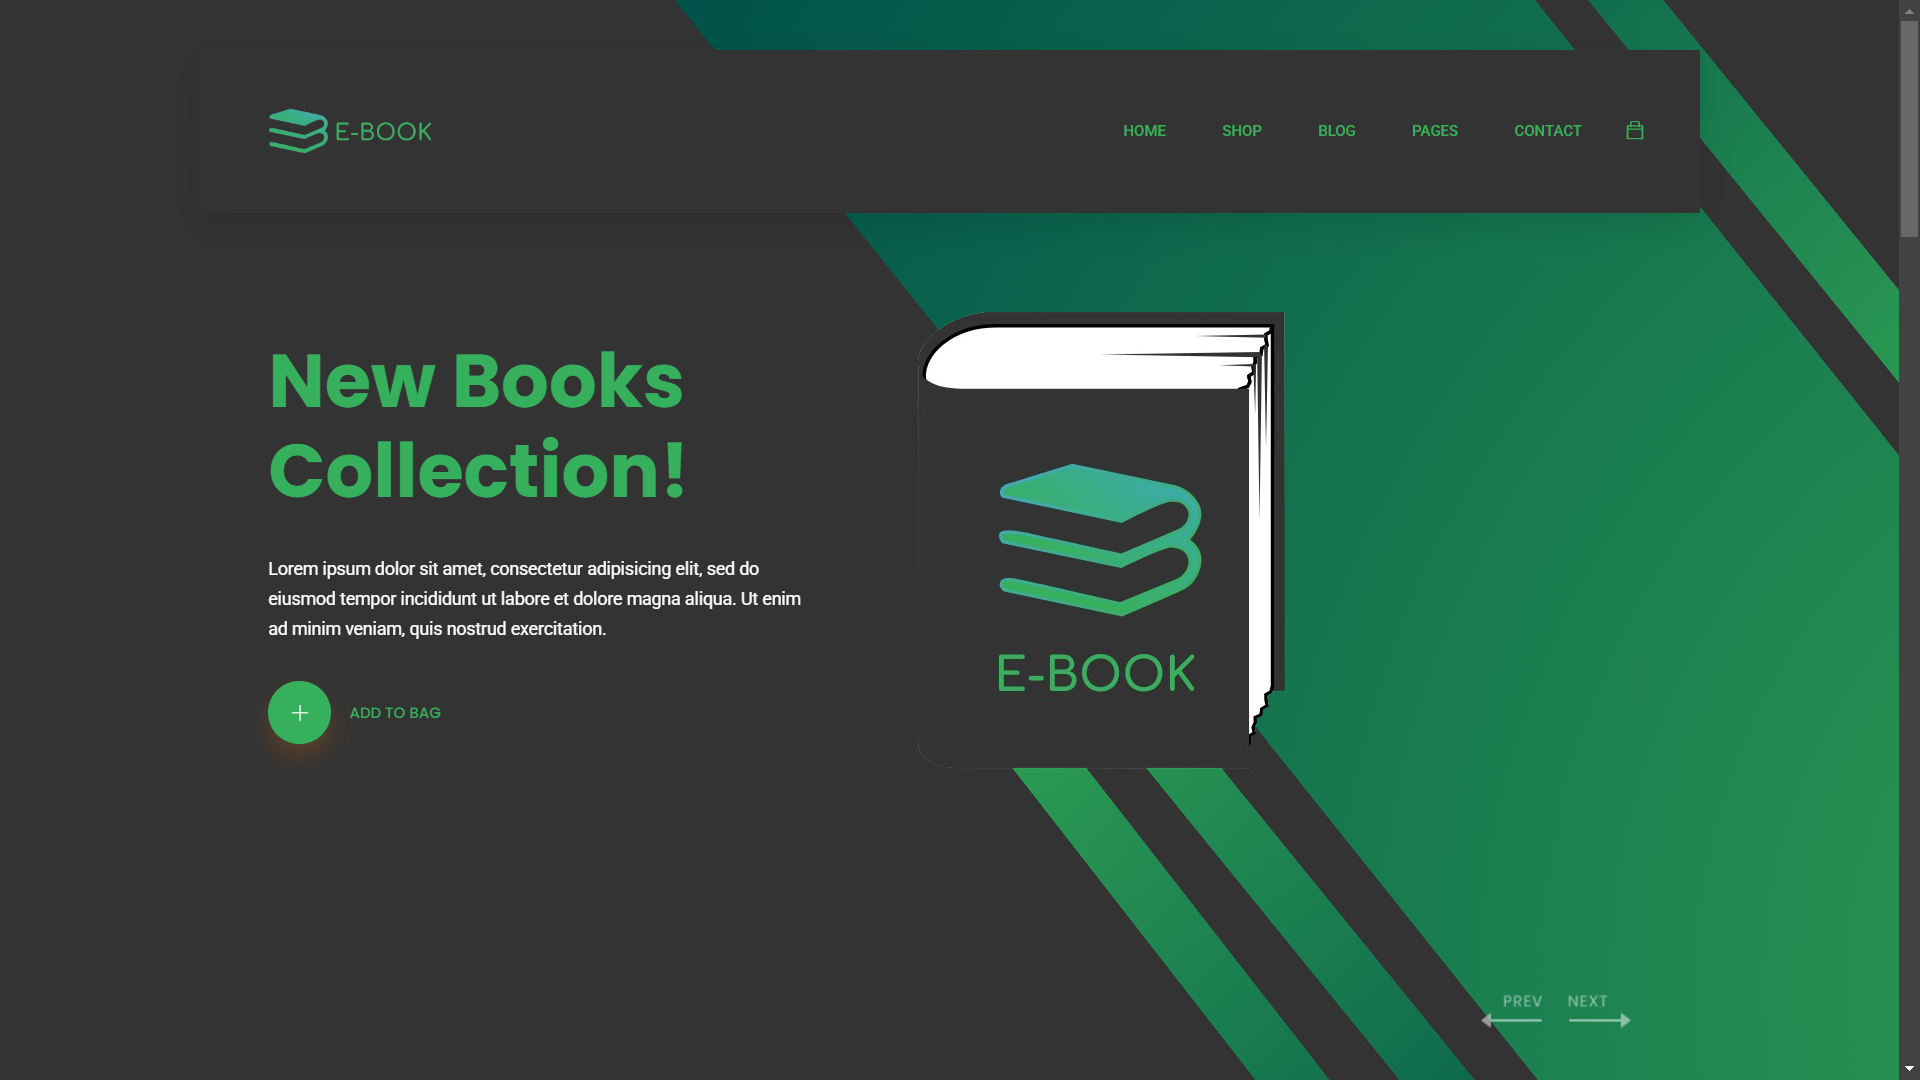 E-BOOK
HOME SHOP BLOG PAGES CONTACT
New Books
Collection!
Lorem ipsum dolor sit amet, consectetur adipisicing elit, sed do
eiusmod tempor incididunt ut labore et dolore magna aliqua. Ut enim
ad minim veniam, quis nostrud exercitation.
ADD TO BAG
E-BOOK
PREV NEXT